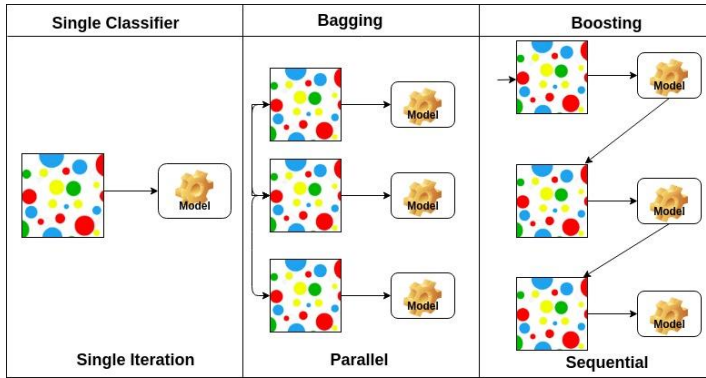 Single Classifier
Model
Single Iteration
Bagging
Model
Model
Model
Parallel
Boosting
Model
Model
Model
Sequential